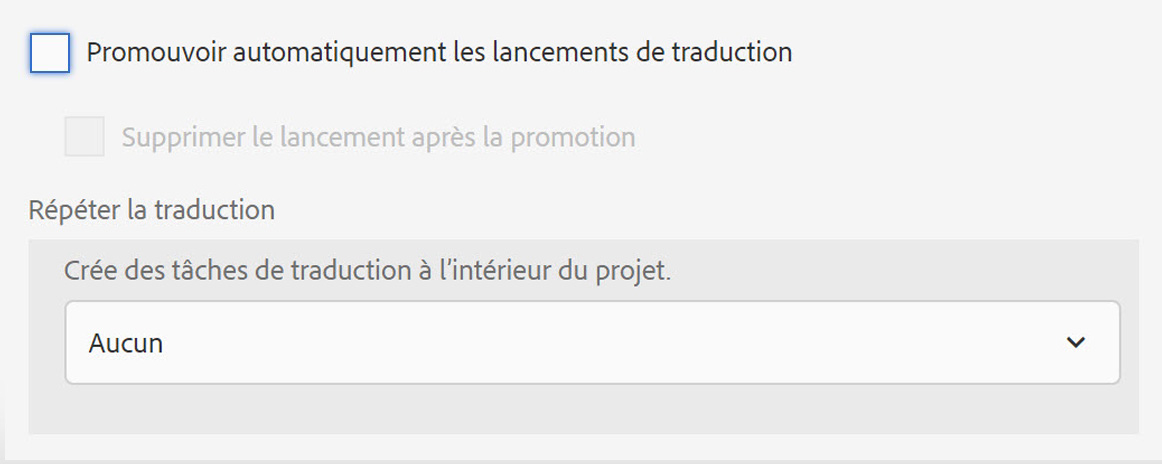 Promouvoir automatiquement les lancements de traduction
Supprimer le lancement après la promotion
Répéter la traduction
Crée des tâches de traduction à l’intérieur du projet.
Aucun